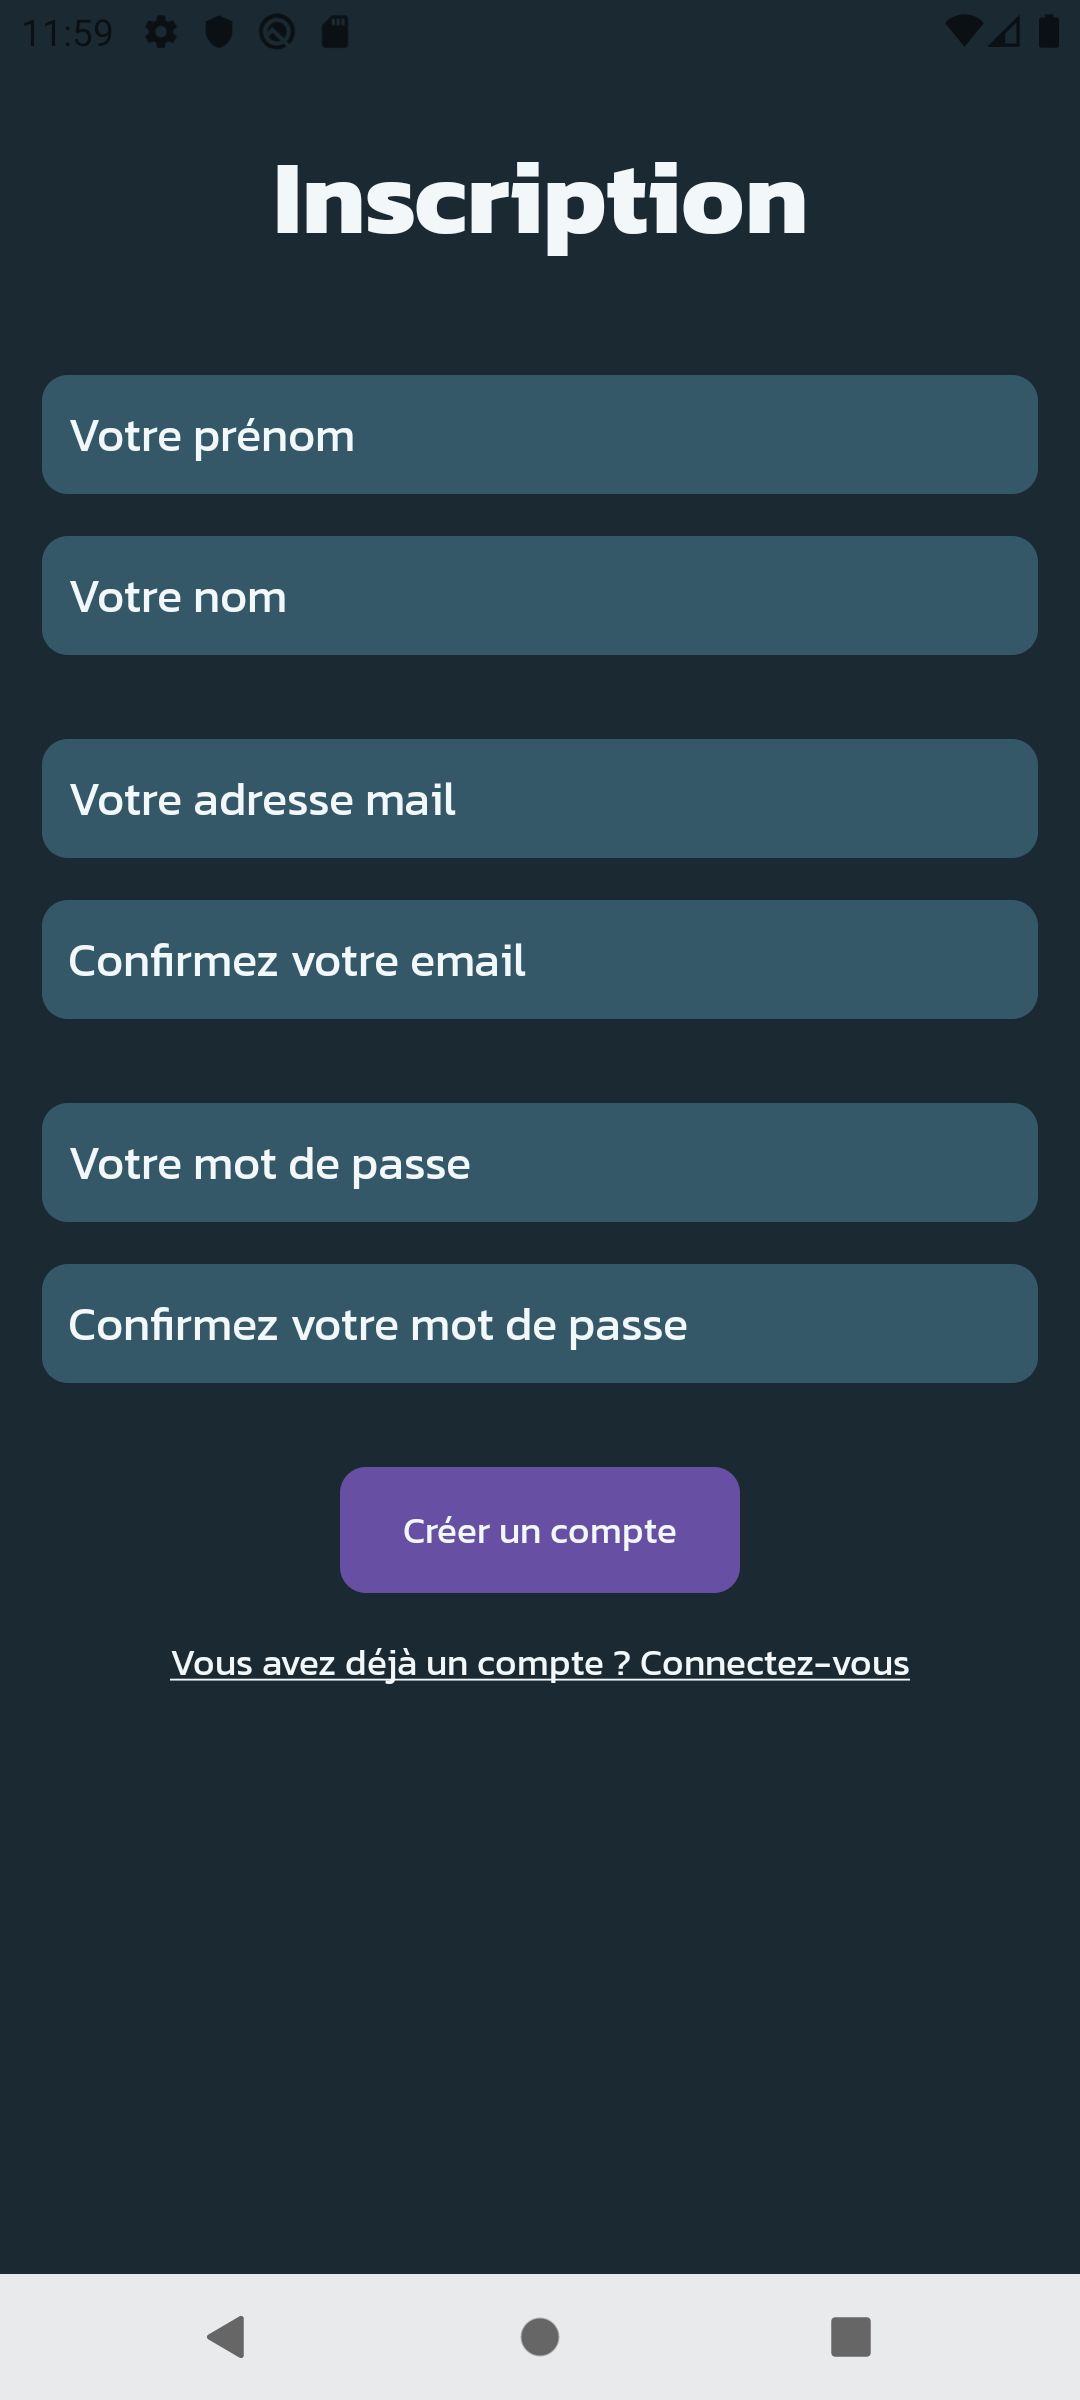 11:59
Inscription
Votre prénom
Votre nom
Votre adresse mail
Confirmez votre email
Votre mot de passe
Confirmez votre mot de passe
Créer un compte
Vous avez déjà un compte ? Connectez-vous